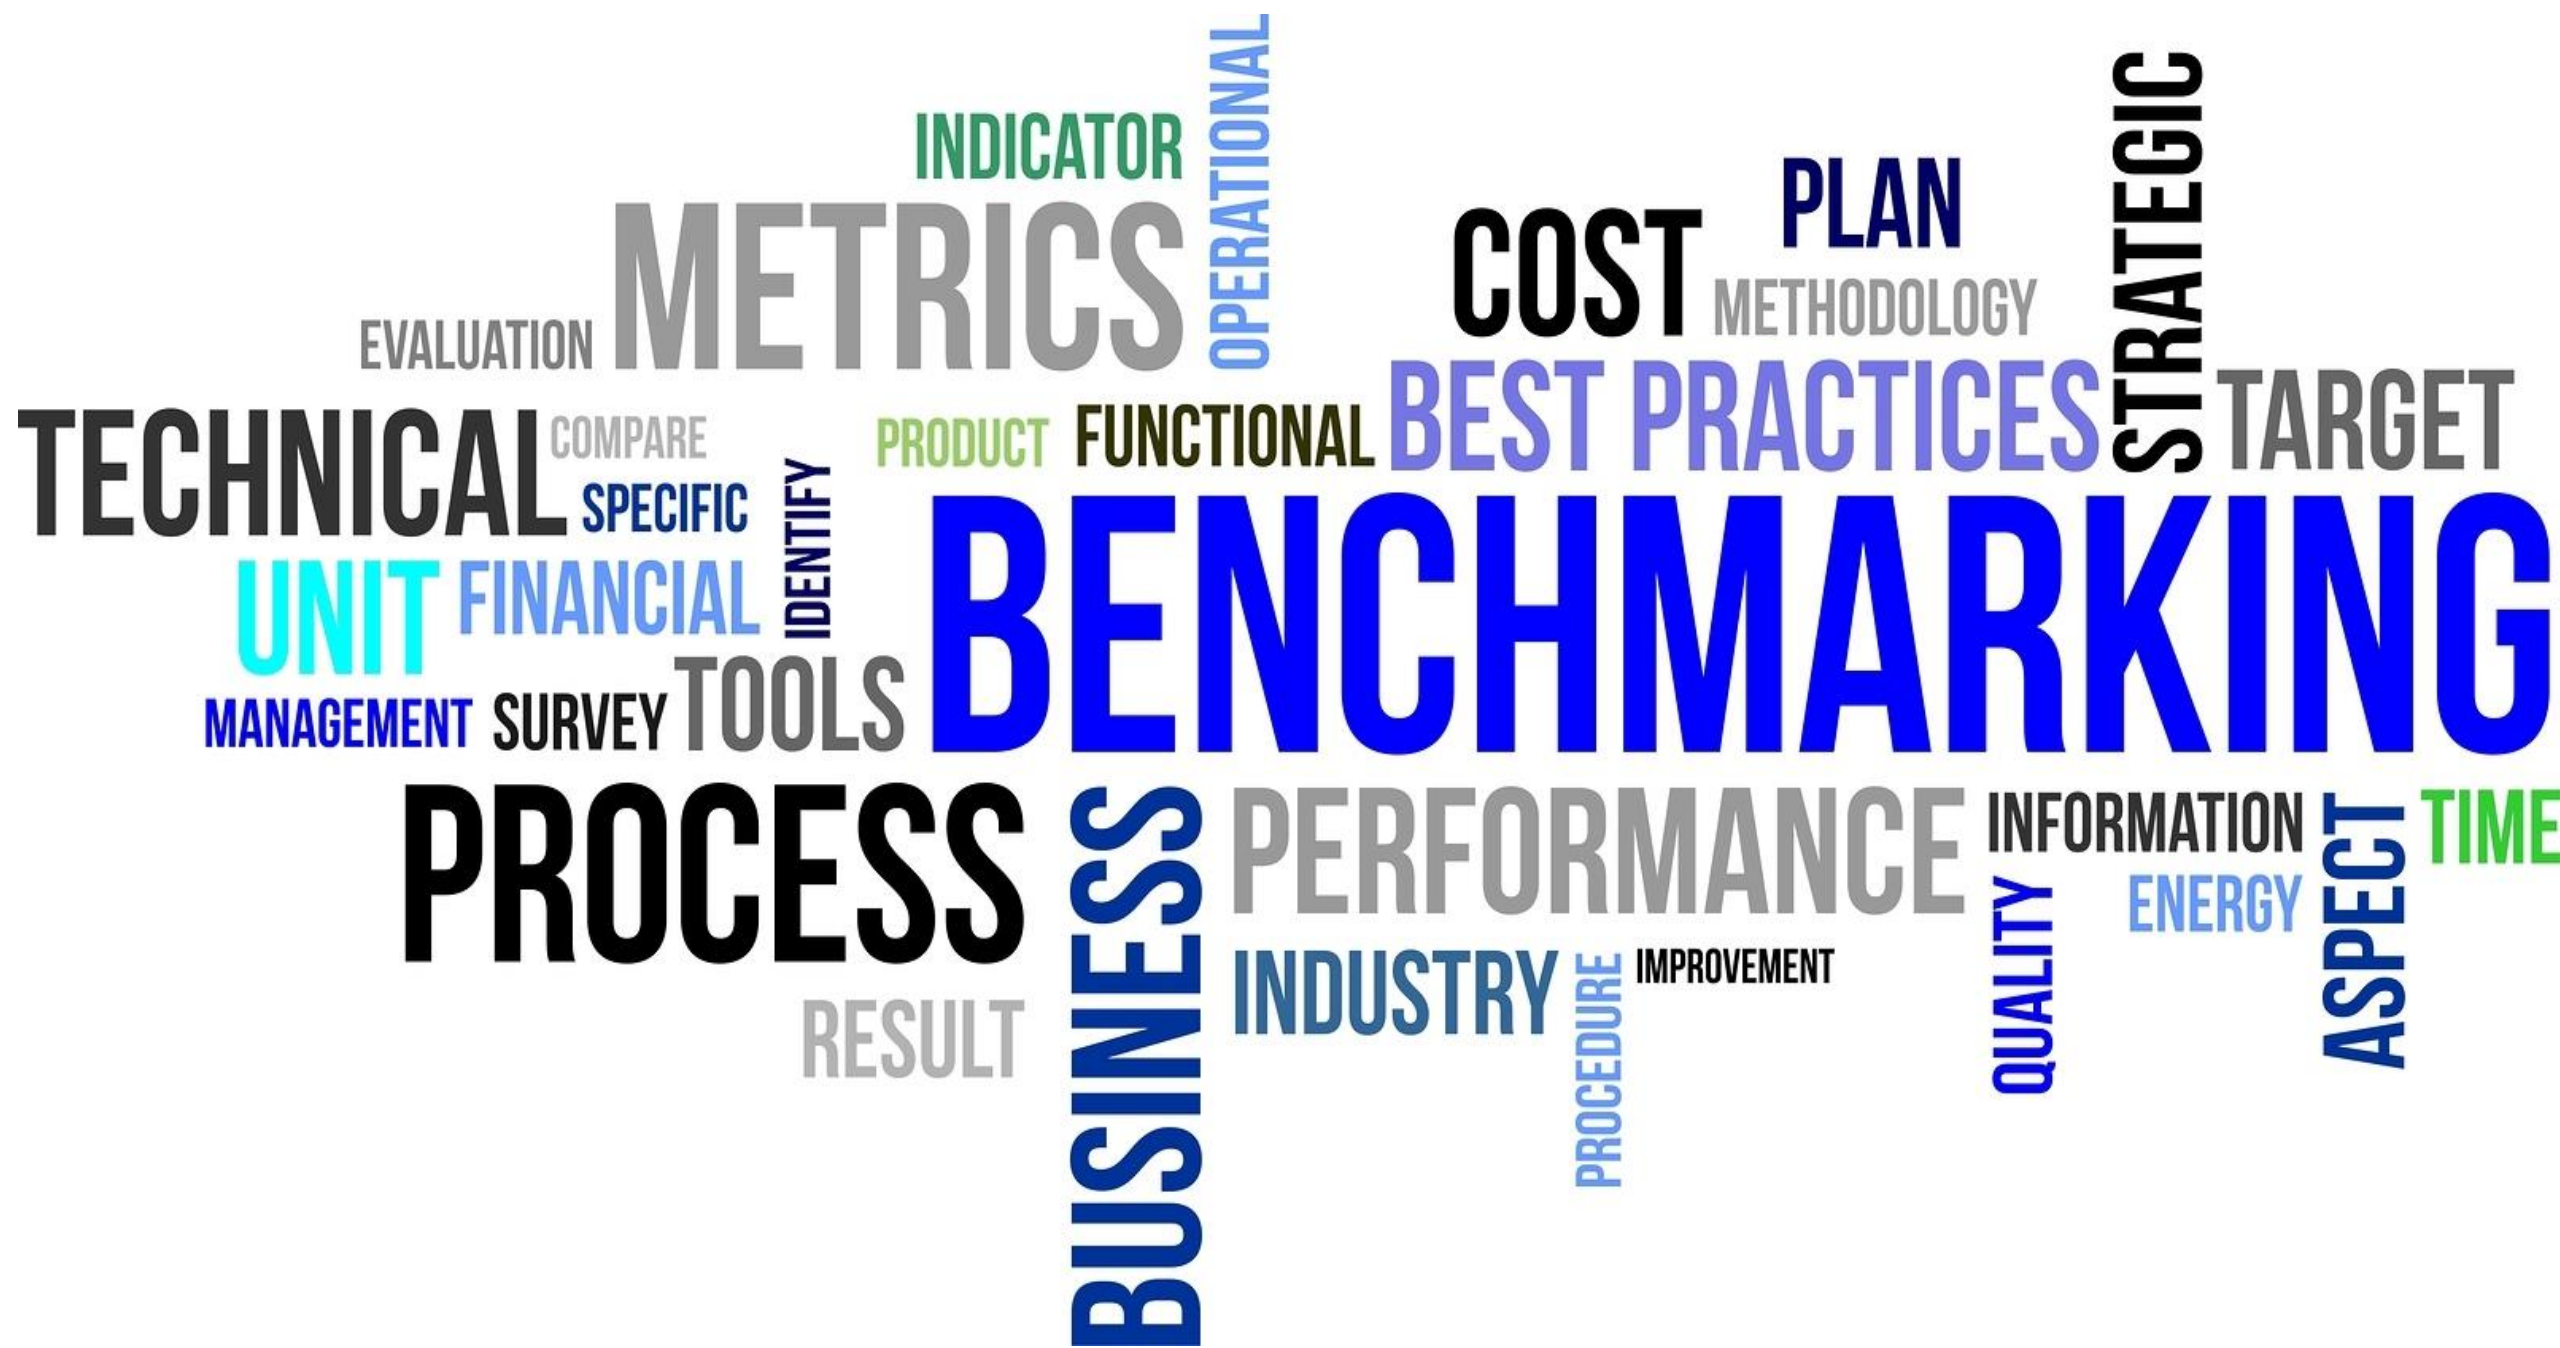 OPERATIONAL
STRATEGIC
INDICATOR
PLAN
METRICS
COST
METHODOLOGY
EVALUATION
BEST PRACTICES
TARGET
TECHNICAL
COMPARE
PRODUCT
FUNCTIONAL
SPECIFIC
IDENTIFY
BENCHMARKING
UNIT
FINANCIAL
TOOLS
MANAGEMENT
SURVEY
PROCESS
BUSINESS
PERFORMANCE
INFORMATION
ASPECT
TIME
QUALITY
ENERGY
INDUSTRY
PROCEDURE
IMPROVEMENT
RESULT